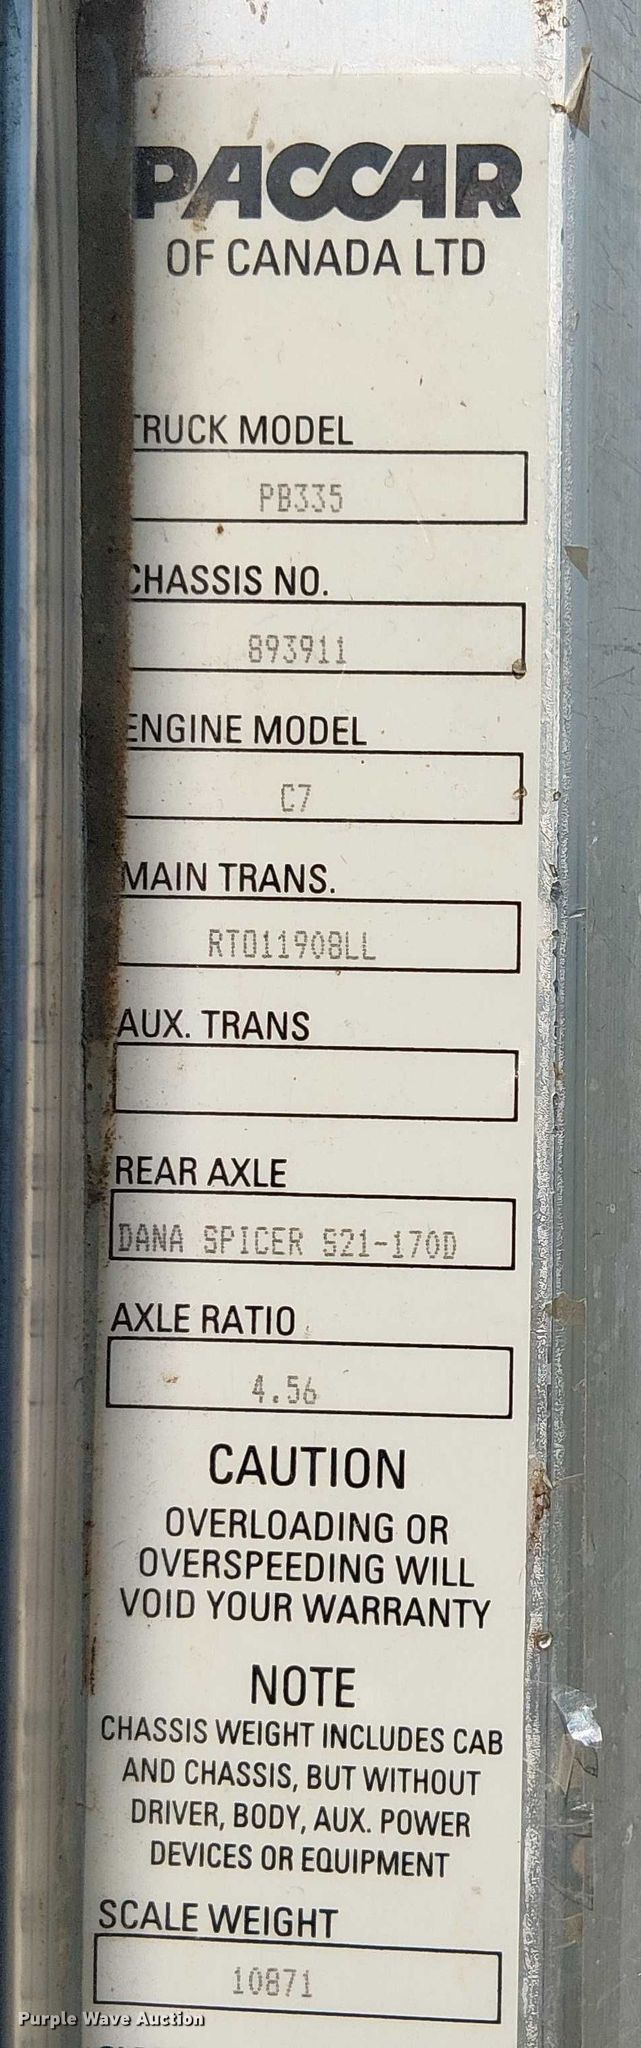 PACCAR
OF CANADA LTD
TRUCK MODEL
PB335
CHASSIS NO.
893911
ENGINE MODEL
C7
MAIN TRANS.
RTO11908LL
AUX. TRANS
REAR AXLE
DANA SPICER S21-170D
AXLE RATIO
4.56
CAUTION
OVERLOADING OR
OVERSPEEDING WILL
VOID YOUR WARRANTY
NOTE
CHASSIS WEIGHT INCLUDES CAB
AND CHASSIS, BUT WITHOUT
DRIVER, BODY, AUX. POWER
DEVICES OR EQUIPMENT
SCALE WEIGHT
10871
Purple Wave Auction